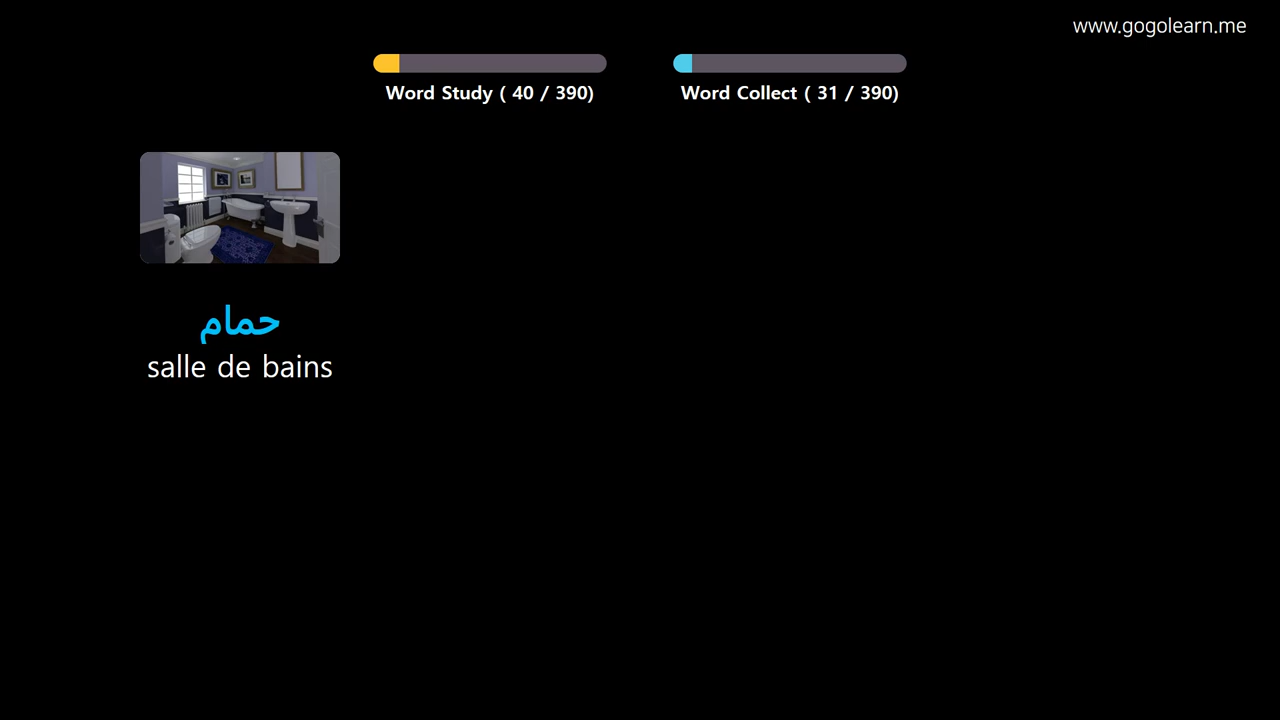 www.gogolearn.me
Word Study ( 40 / 390)
Word Collect ( 31 / 390)
حمام
salle de bains